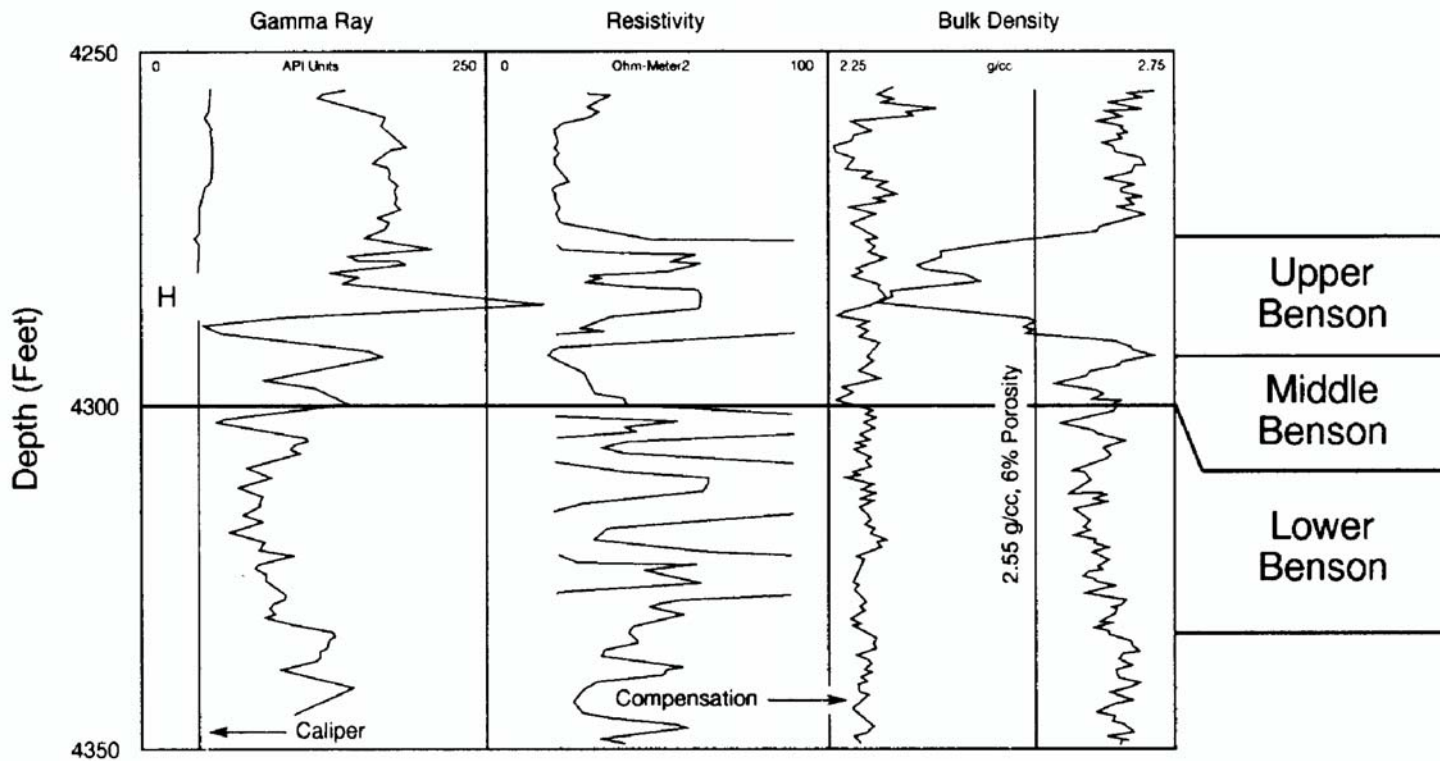 Gamma Ray Resistivity Bulk Density
4250
0 API Units 250 0 Ohm-Meter2 100 2.25 g/cc 2.75
H
Upper
Benson
Depth (Feet)
4300
Middle
Benson
2.55 g/cc, 6% Porosity
Lower
Benson
Compensation
Caliper
4350